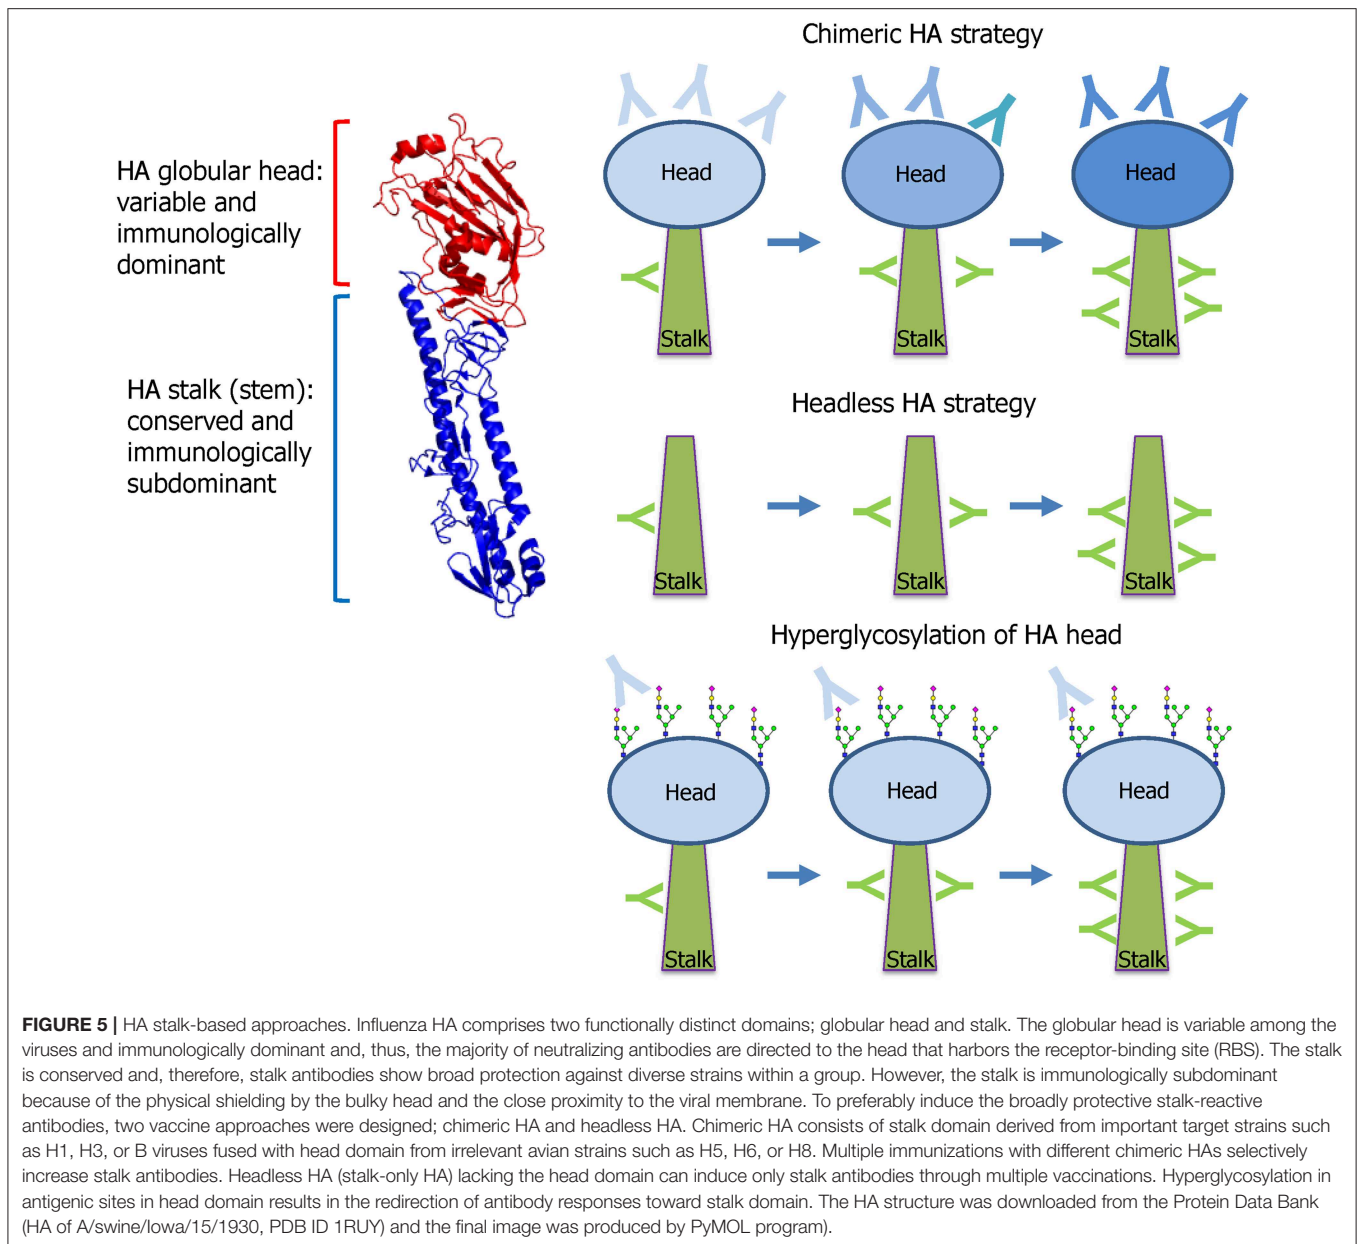 Chimeric HA strategy
HA globular head:
variable and
immunologically
dominant
HA stalk (stem):
conserved and
immunologically
subdominant
Head
Head
Head
Stalk
Stalk
Stalk
Headless HA strategy
Stalk
Stalk
Stalk
Hyperglycosylation of HA head
Head
Head
Head
Stalk
Stalk
Stalk
FIGURE 5 | HA stalk-based approaches. Influenza HA comprises two functionally distinct domains; globular head and stalk. The globular head is variable among the
viruses and immunologically dominant and, thus, the majority of neutralizing antibodies are directed to the head that harbors the receptor-binding site (RBS). The stalk
is conserved and, therefore, stalk antibodies show broad protection against diverse strains within a group. However, the stalk is immunologically subdominant
because of the physical shielding by the bulky head and the close proximity to the viral membrane. To preferably induce the broadly protective stalk-reactive
antibodies, two vaccine approaches were designed; chimeric HA and headless HA. Chimeric HA consists of stalk domain derived from important target strains such
as H1, H3, or B viruses fused with head domain from irrelevant avian strains such as H5, H6, or H8. Multiple immunizations with different chimeric HAs selectively
increase stalk antibodies. Headless HA (stalk-only HA) lacking the head domain can induce only stalk antibodies through multiple vaccinations. Hyperglycosylation in
antigenic sites in head domain results in the redirection of antibody responses toward stalk domain. The HA structure was downloaded from the Protein Data Bank
(HA of A/swine/Iowa/15/1930, PDB ID 1RUY) and the final image was produced by PyMOL program).